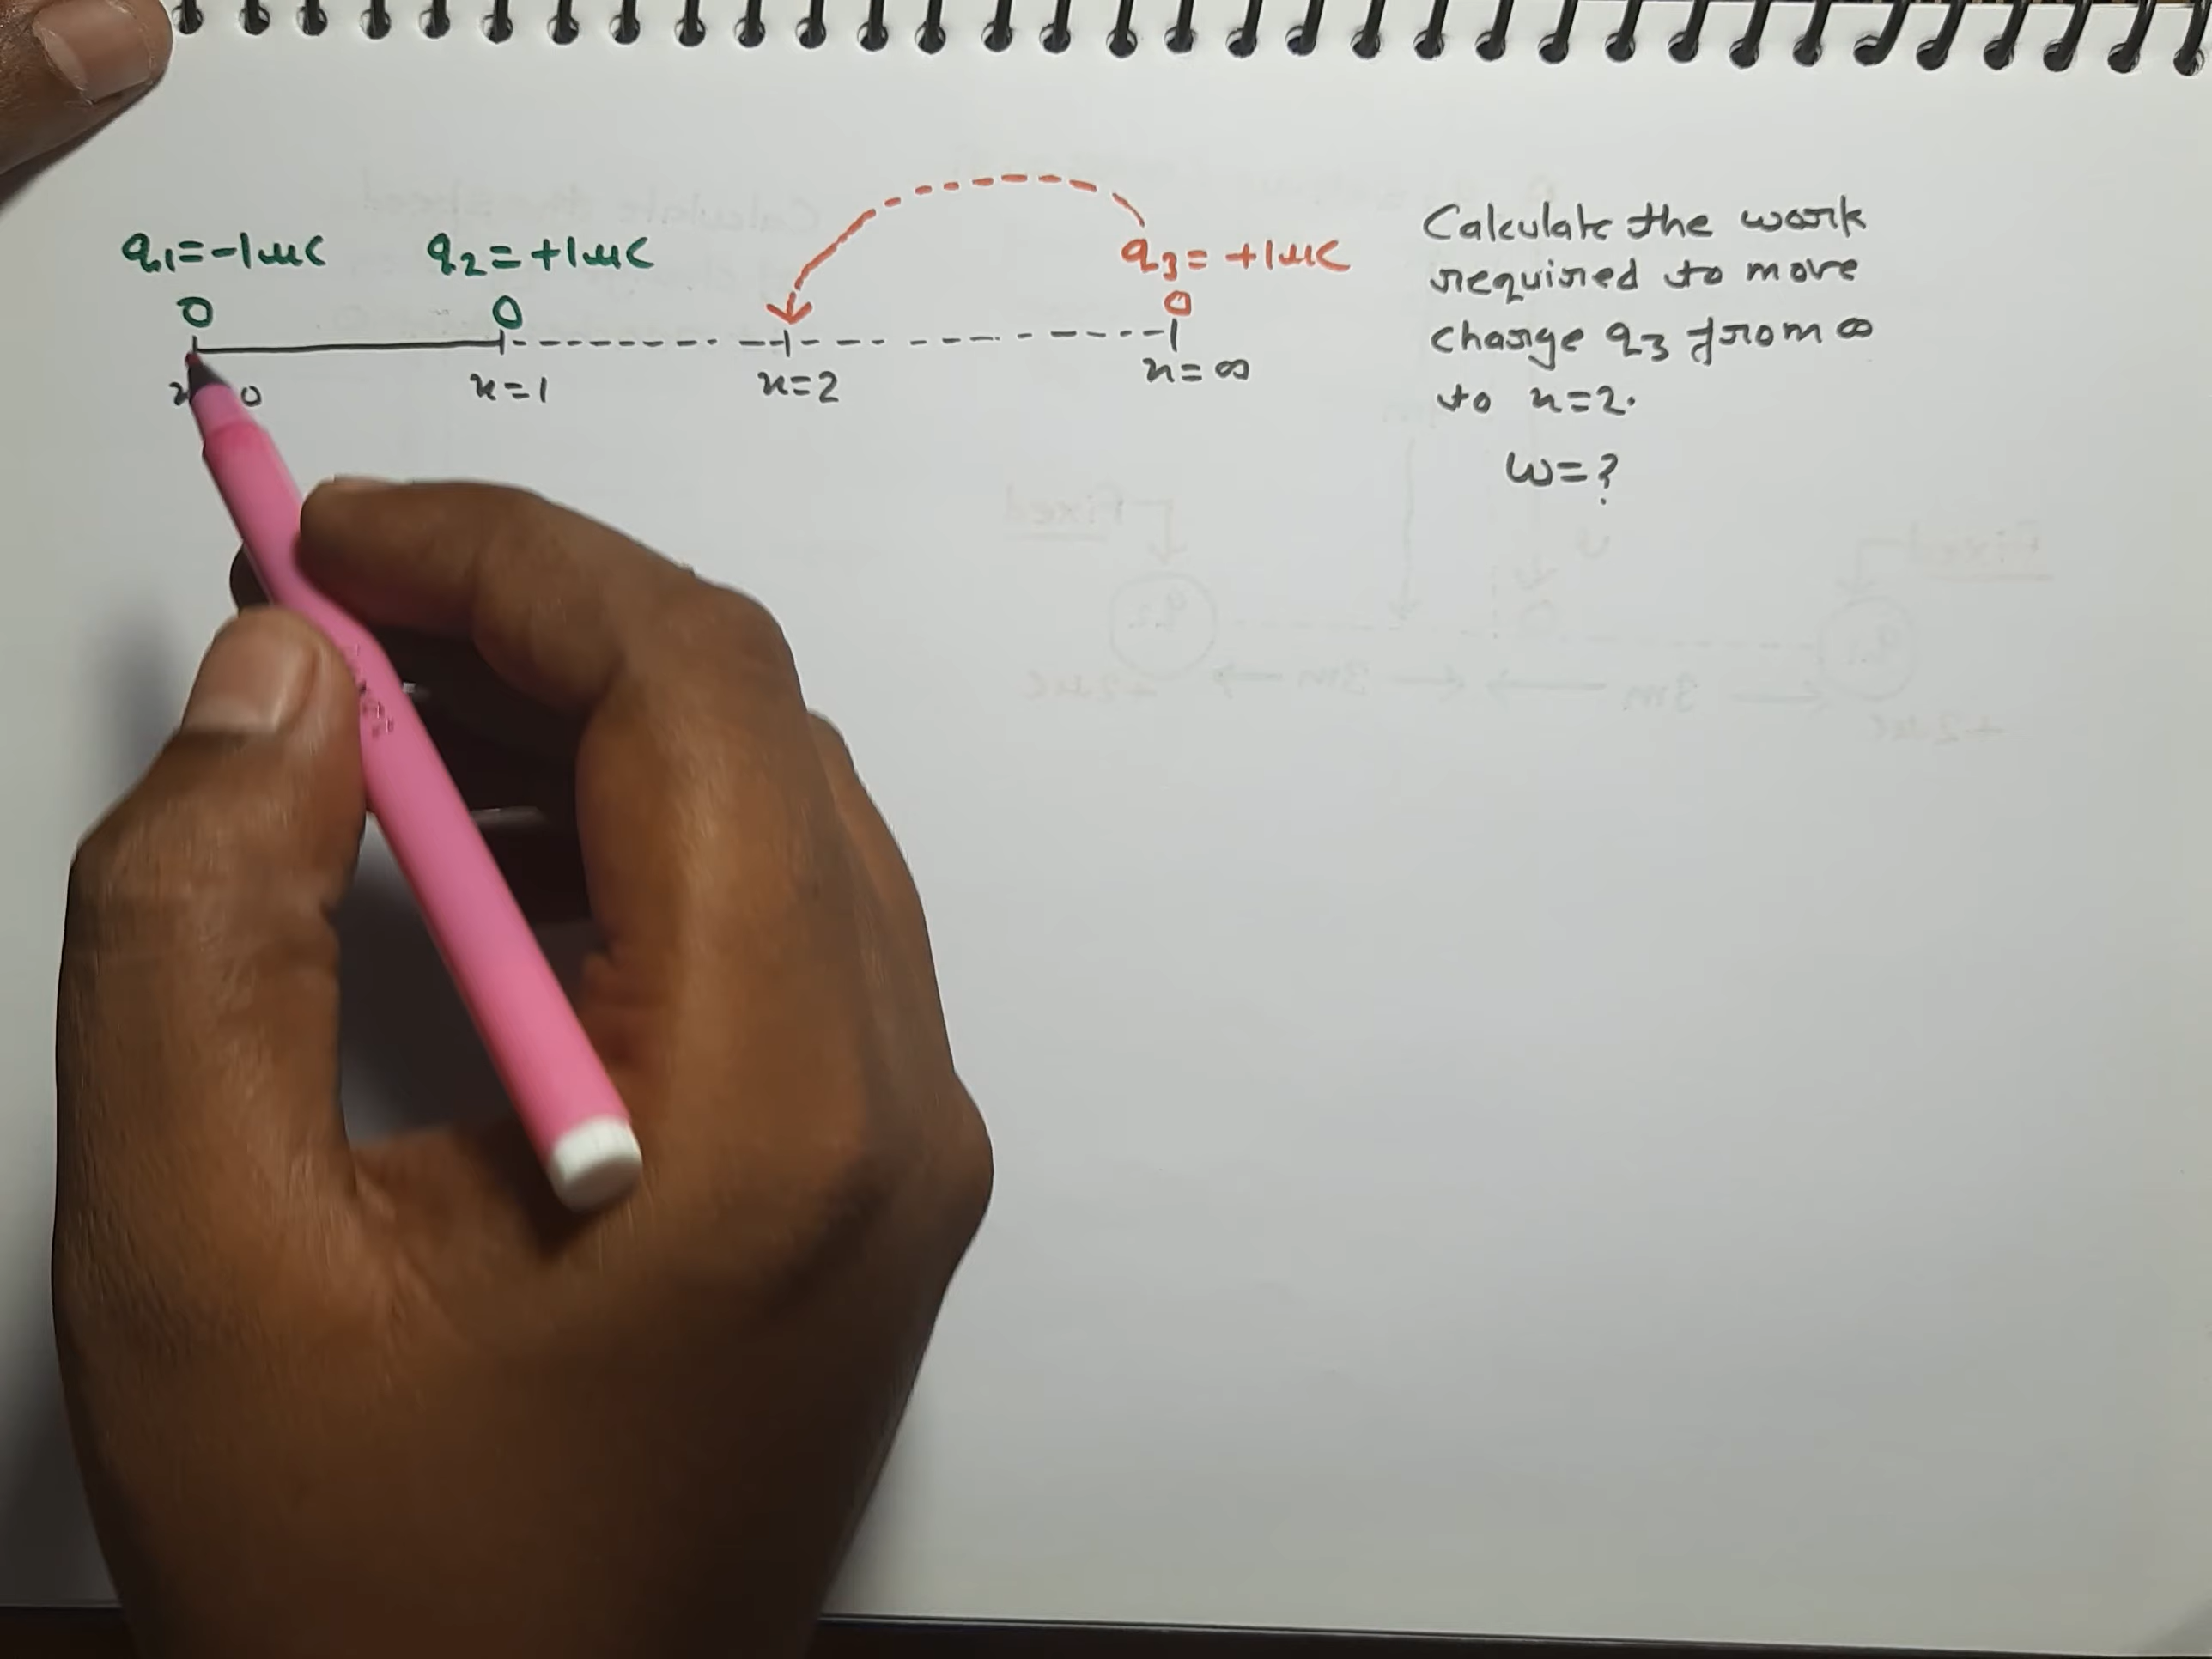 q1=-1μC q2=+1μC q3=+1μC
x=0 x=1 x=2 x=∞
Calculate the work
required to move
charge q3 from ∞
to x=2.
W=?